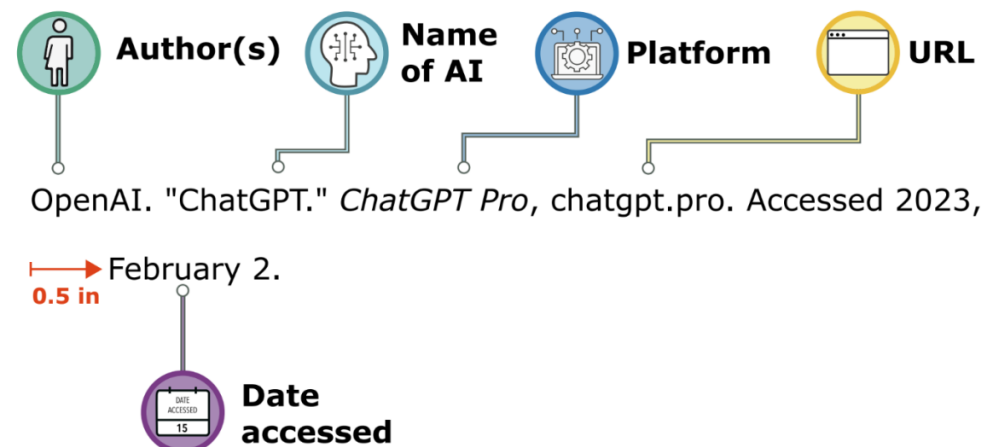 Author(s)
Name
of AI
Platform
URL
OpenAI. "ChatGPT." ChatGPT Pro, chatgpt.pro. Accessed 2023,
February 2.
0.5 in
DATE
ACCESSED
15
Date
accessed